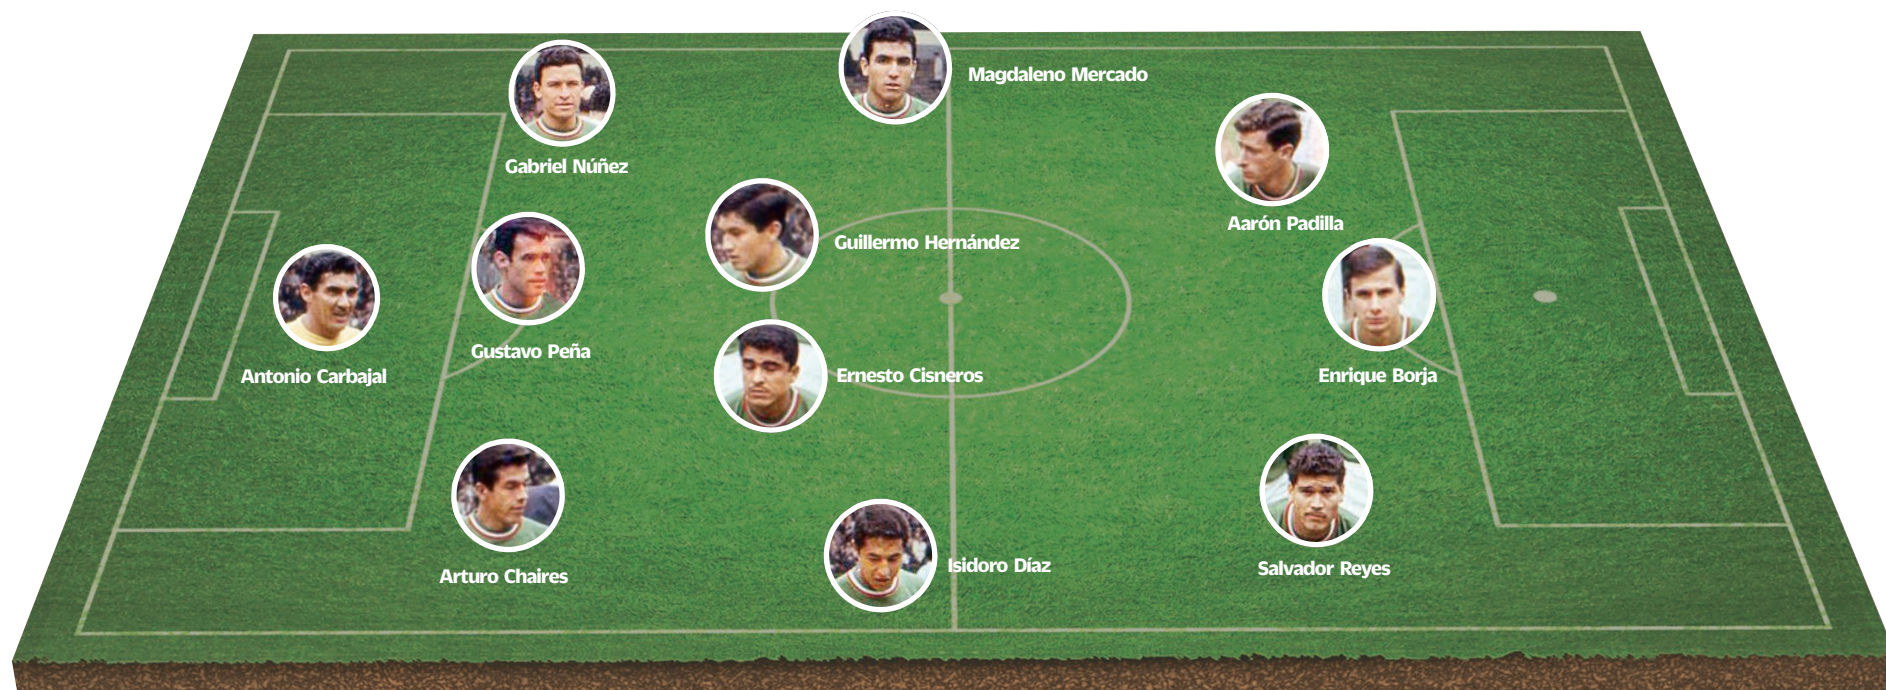 Magdaleno Mercado
Gabriel Núñez
Aarón Padilla
Guillermo Hernández
Gustavo Peña
Antonio Carbajal
Ernesto Cisneros
Enrique Borja
Isidoro Díaz
Salvador Reyes
Arturo Chaires